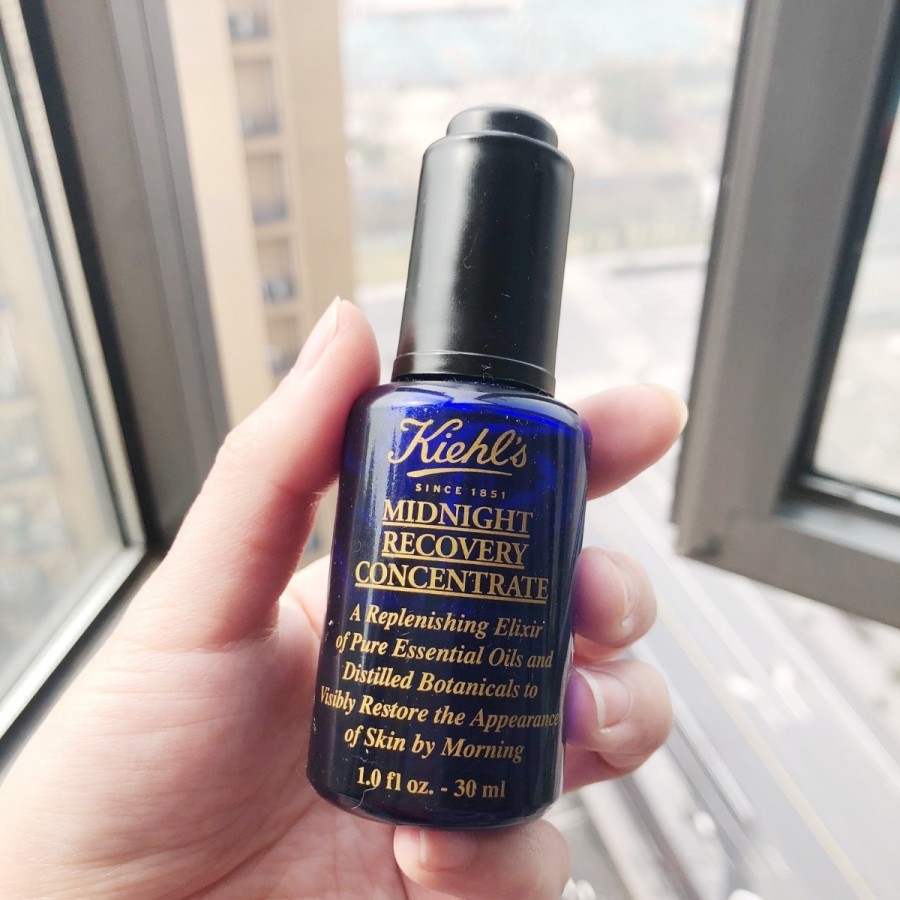 Kiehl's
SINCE 1851
MIDNIGHT
RECOVERY
CONCENTRATE
A Replenishing Elixir
of Pure Essential Oils and
Distilled Botanicals to
Visibly Restore the Appearance
of Skin by Morning
1.0 fl oz. - 30 ml